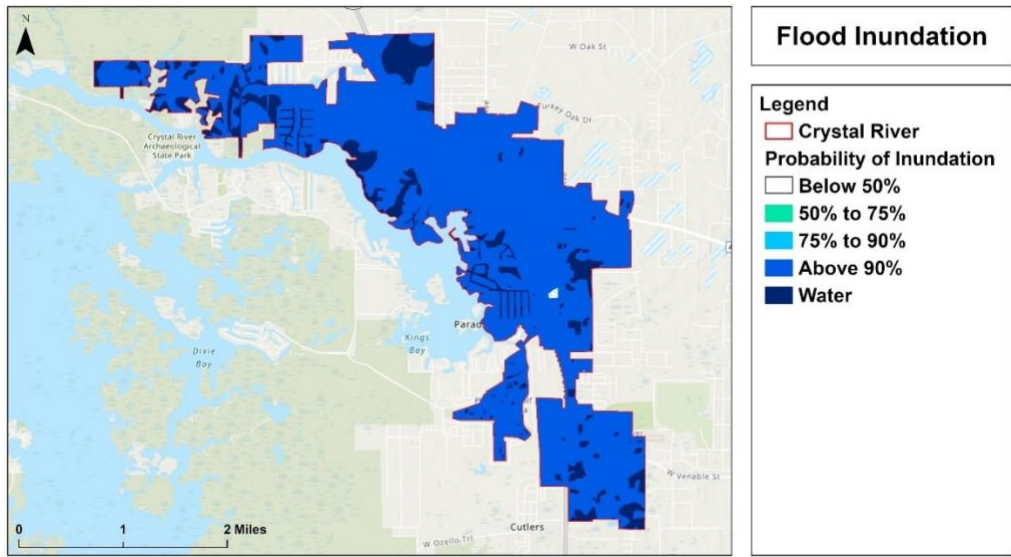 N
W Oak St
Turkey Oak Dr
Crystal River
Archaeological
State Park
Kings
Bay
Dixie
Bay
W Venable St
Cutlers
W Ozello Trl
0 1 2 Miles
Flood Inundation
Legend
Crystal River
Probability of Inundation
Below 50%
50% to 75%
75% to 90%
Above 90%
Water